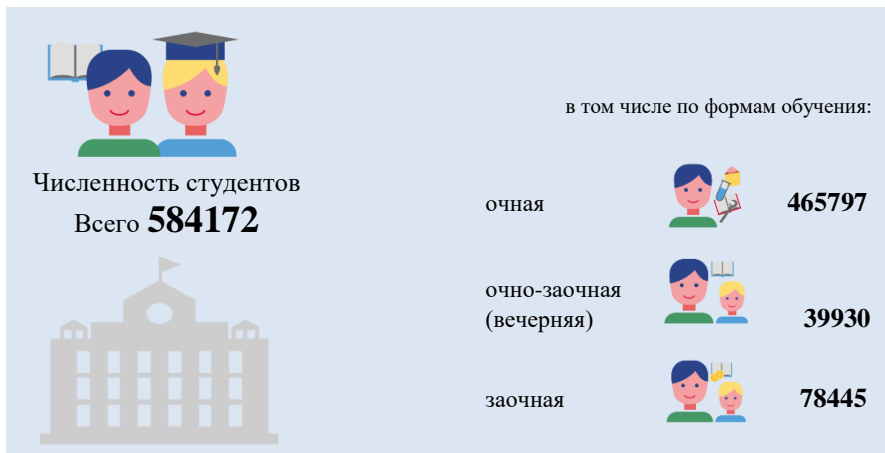 Численность студентов
Всего 584172
в том числе по формам обучения:
очная 465797
очно-заочная
(вечерняя) 39930
заочная 78445